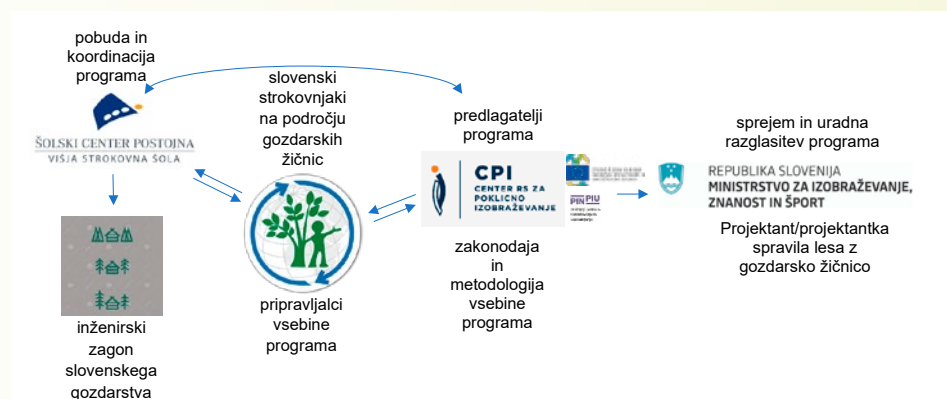 pobuda in
koordinacija
programa
ŠOLSKI CENTER POSTOJNA
VIŠJA STROKOVNA ŠOLA
inženirski
zagon
slovenskega
gozdarstva
slovenski
strokovnjaki
na področju
gozdarskih
žičnic
pripravljalci
vsebine
programa
predlagatelji
programa
CPI
CENTER RS ZA
POKLICNO
IZOBRAŽEVANJE
zakonodaja
in
metodologija
vsebine
programa
PIN PIU
sprejem in uradna
razglasitev programa
REPUBLIKA SLOVENIJA
MINISTRSTVO ZA IZOBRAŽEVANJE,
ZNANOST IN ŠPORT
Projektant/projektantka
spravila lesa z
gozdarsko žičnico